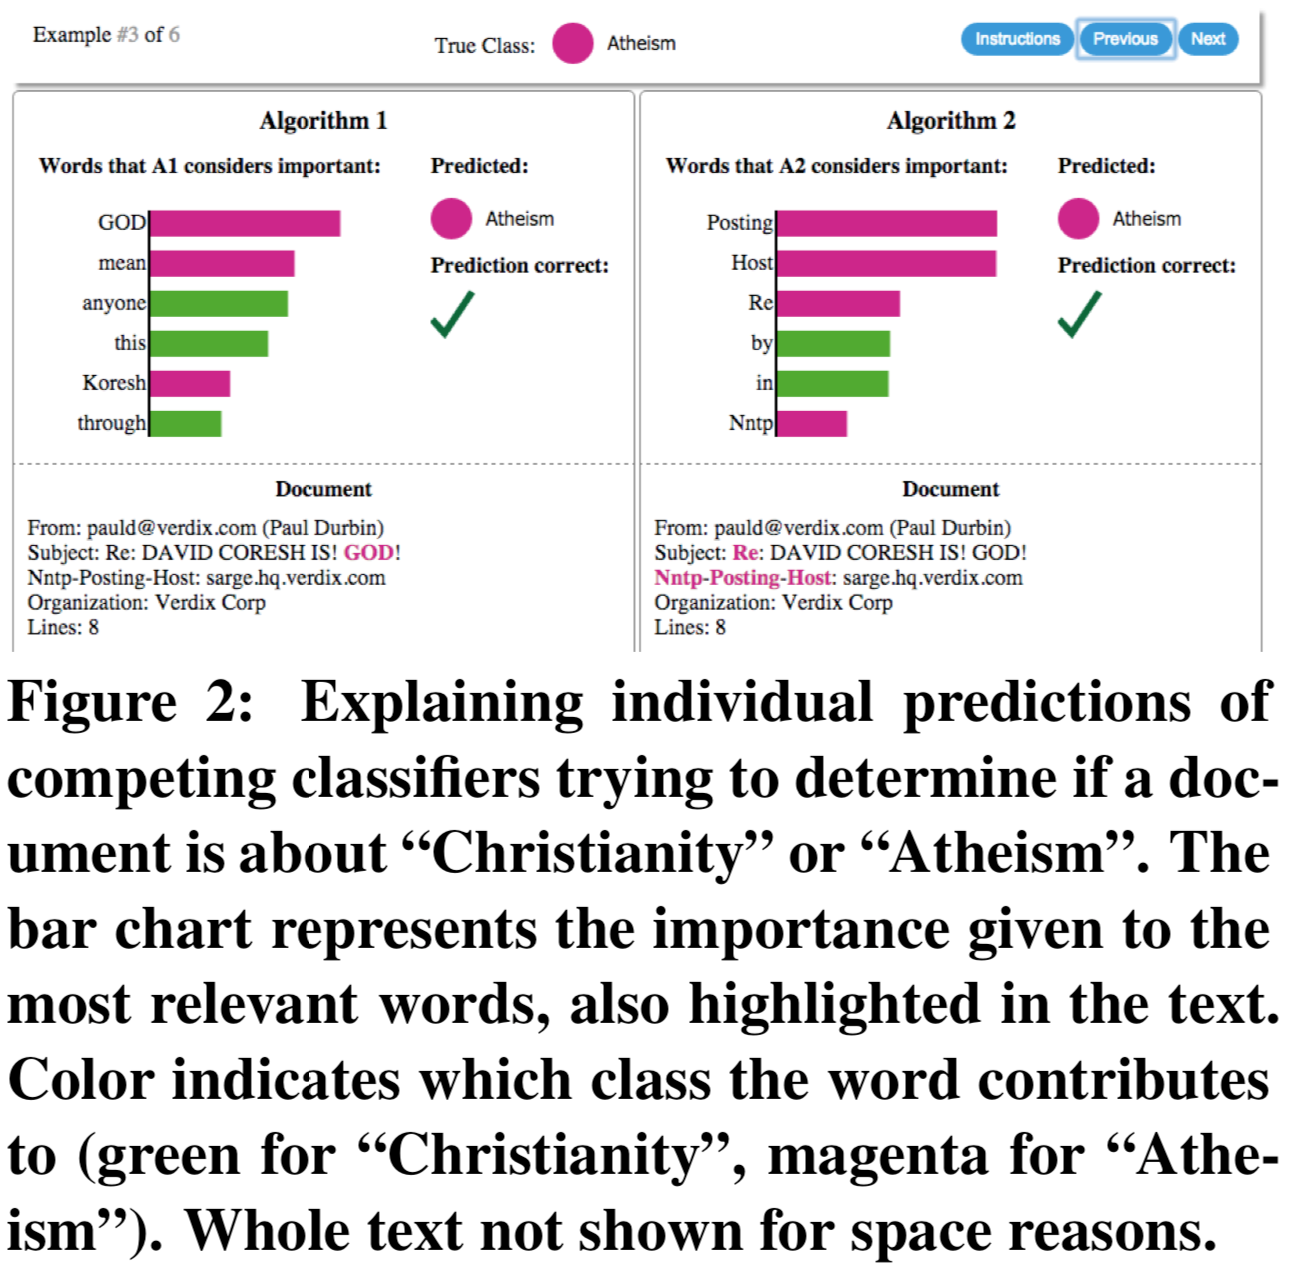 Example #3 of 6
True Class: Atheism
Instructions Previous Next
Algorithm 1
Words that A1 considers important: Predicted:
GOD
Atheism
mean
Prediction correct:
anyone
this
Koresh
through
Document
From: pauld@verdix.com (Paul Durbin)
Subject: Re: DAVID CORESH IS! GOD!
Nntp-Posting-Host: sarge.hq.verdix.com
Organization: Verdix Corp
Lines: 8
Algorithm 2
Words that A2 considers important: Predicted:
Posting
Atheism
Host
Prediction correct:
Re
by
in
Nntp
Document
From: pauld@verdix.com (Paul Durbin)
Subject: Re: DAVID CORESH IS! GOD!
Nntp-Posting-Host: sarge.hq.verdix.com
Organization: Verdix Corp
Lines: 8
Figure 2: Explaining individual predictions of
competing classifiers trying to determine if a doc-
ument is about “Christianity” or “Atheism”. The
bar chart represents the importance given to the
most relevant words, also highlighted in the text.
Color indicates which class the word contributes
to (green for “Christianity”, magenta for “Athe-
ism”). Whole text not shown for space reasons.